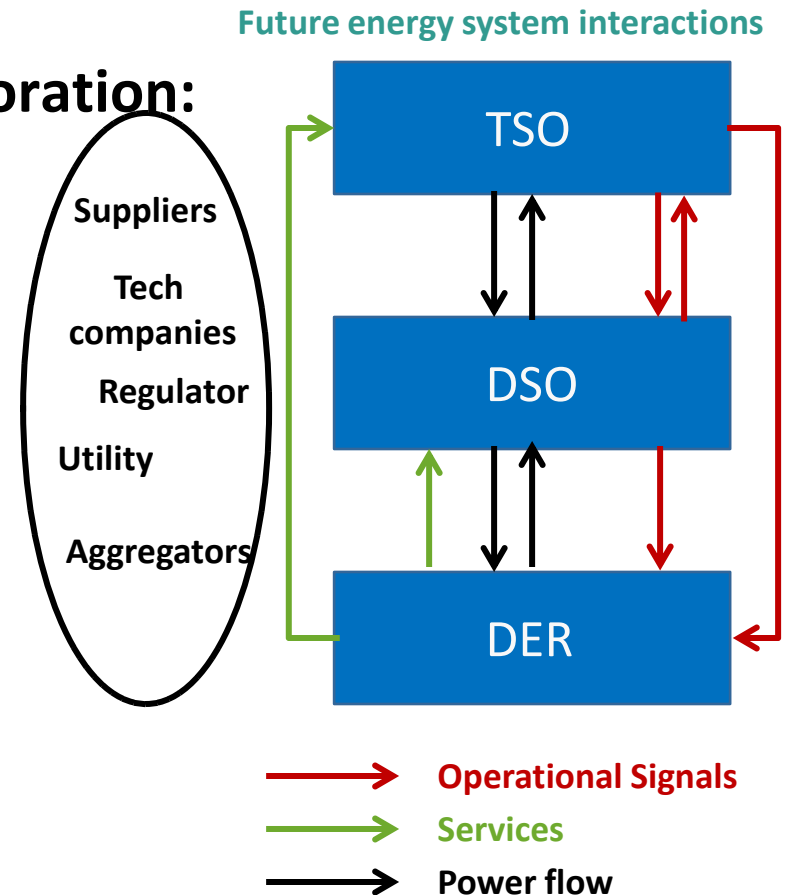 Future energy system interactions
oration:
TSO
Suppliers
Tech
companies
Regulator
DSO
Utility
Aggregators
DER
Operational Signals
Services
Power flow